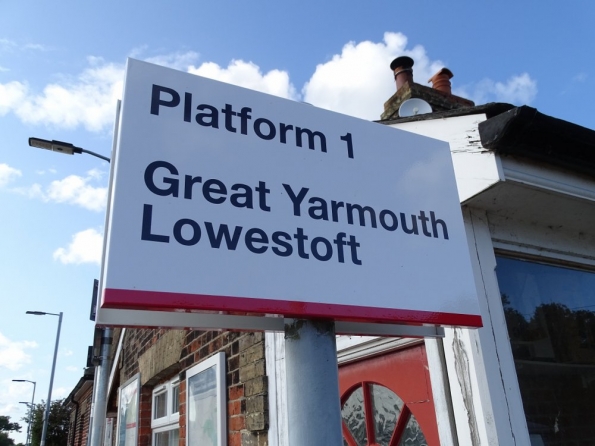 Platform 1
Great Yarmouth
Lowestoft